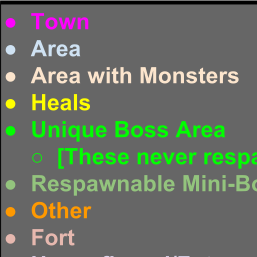 ● Town
● Area
● Area with Monsters
● Heals
● Unique Boss Area
○ [These never respa
● Respawnable Mini-Bo
● Other
● Fort